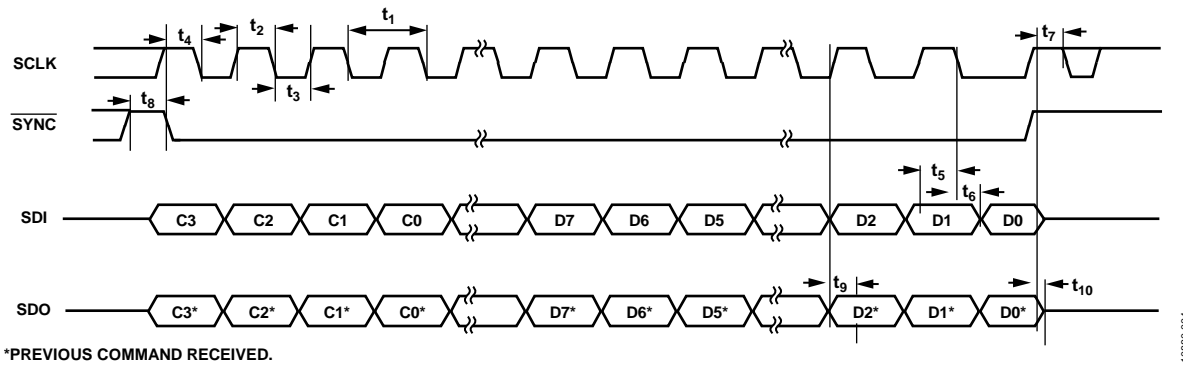 t4 t2 t1 t7
SCLK
t3
t8
SYNC
t5
t6
SDI C3 C2 C1 C0 D7 D6 D5 D2 D1 D0
t9 t10
SDO C3* C2* C1* C0* D7* D6* D5* D2* D1* D0*
*PREVIOUS COMMAND RECEIVED.